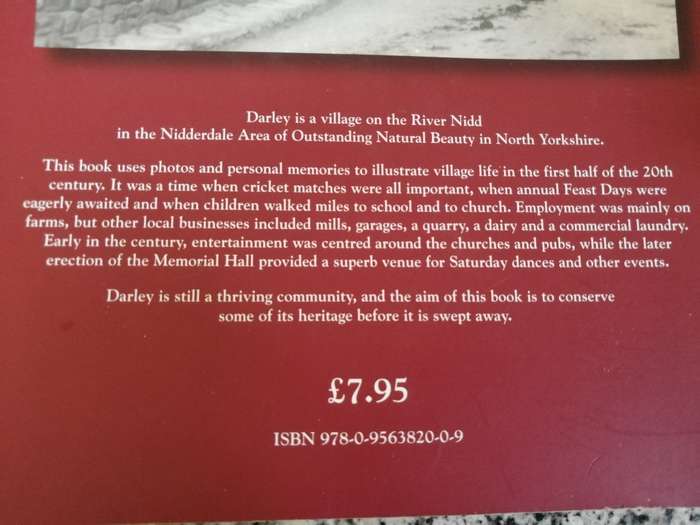 Darley is a village on the River Nidd
in the Nidderdale Area of Outstanding Natural Beauty in North Yorkshire.
This book uses photos and personal memories to illustrate village life in the first half of the 20th
century. It was a time when cricket matches were all important, when annual Feast Days were
eagerly awaited and when children walked miles to school and to church. Employment was mainly on
farms, but other local businesses included mills, garages, a quarry, a dairy and a commercial laundry.
Early in the century, entertainment was centred around the churches and pubs, while the later
erection of the Memorial Hall provided a superb venue for Saturday dances and other events.
Darley is still a thriving community, and the aim of this book is to conserve
some of its heritage before it is swept away.
£7.95
ISBN 978-0-9563820-0-9